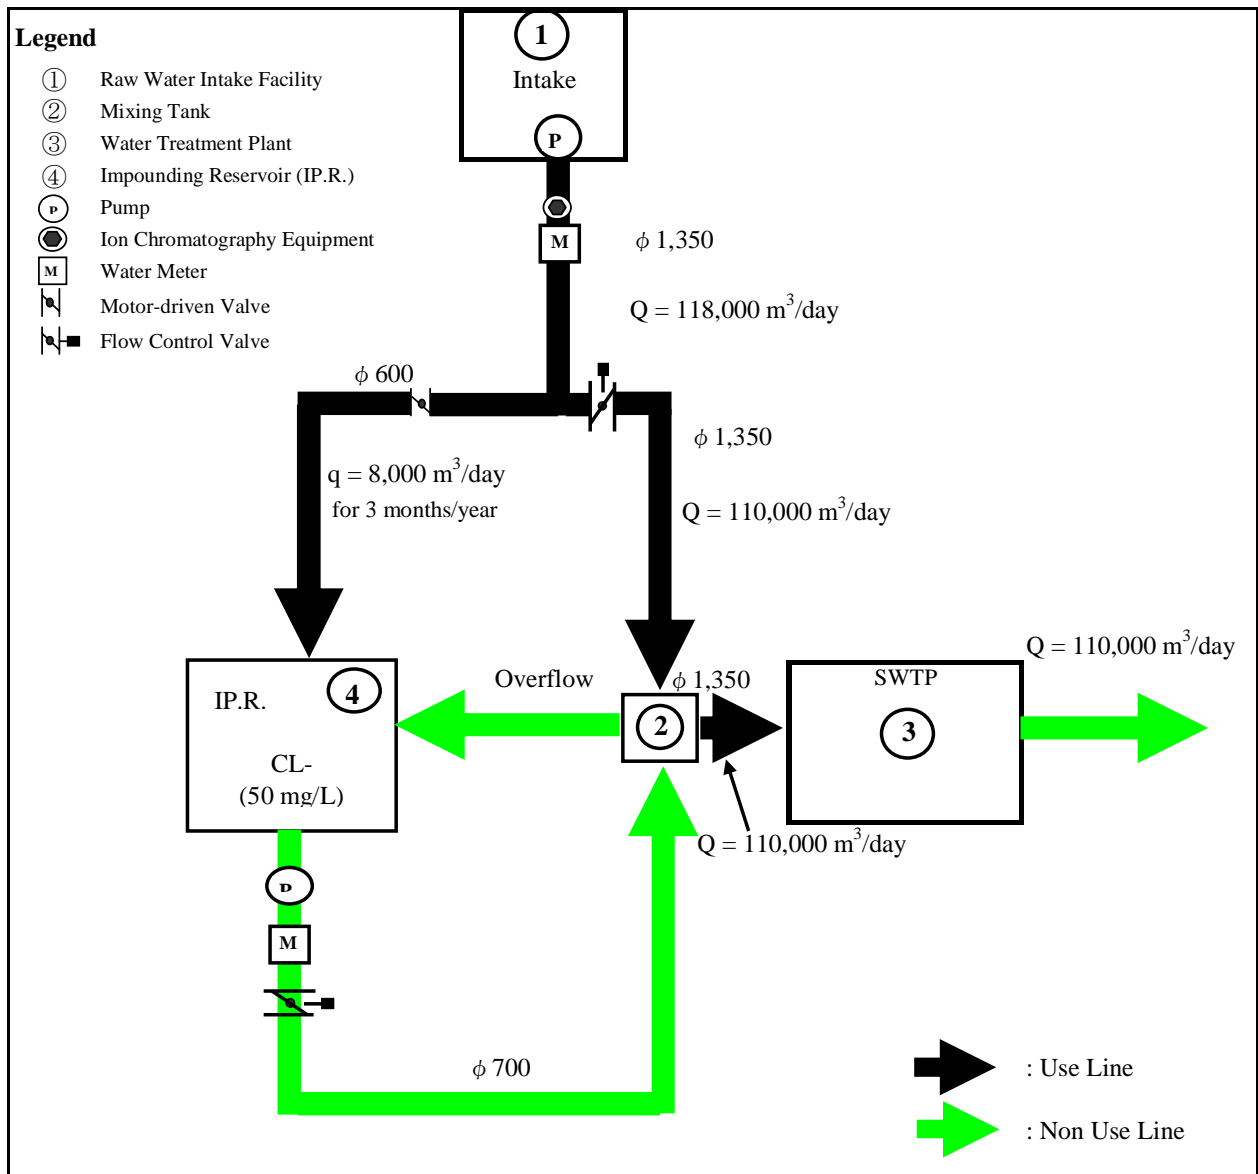 Legend
① Raw Water Intake Facility
② Mixing Tank
③ Water Treatment Plant
④ Impounding Reservoir (IP.R.)
P Pump
Ion Chromatography Equipment
M Water Meter
Motor-driven Valve
Flow Control Valve
1
Intake
P
M
ϕ 1,350
Q = 118,000 m³/day
ϕ 600
ϕ 1,350
q = 8,000 m³/day
for 3 months/year
Q = 110,000 m³/day
IP.R.
4
CL-
(50 mg/L)
Overflow
ϕ 1,350
2
SWTP
3
Q = 110,000 m³/day
Q = 110,000 m³/day
P
M
ϕ 700
: Use Line
: Non Use Line